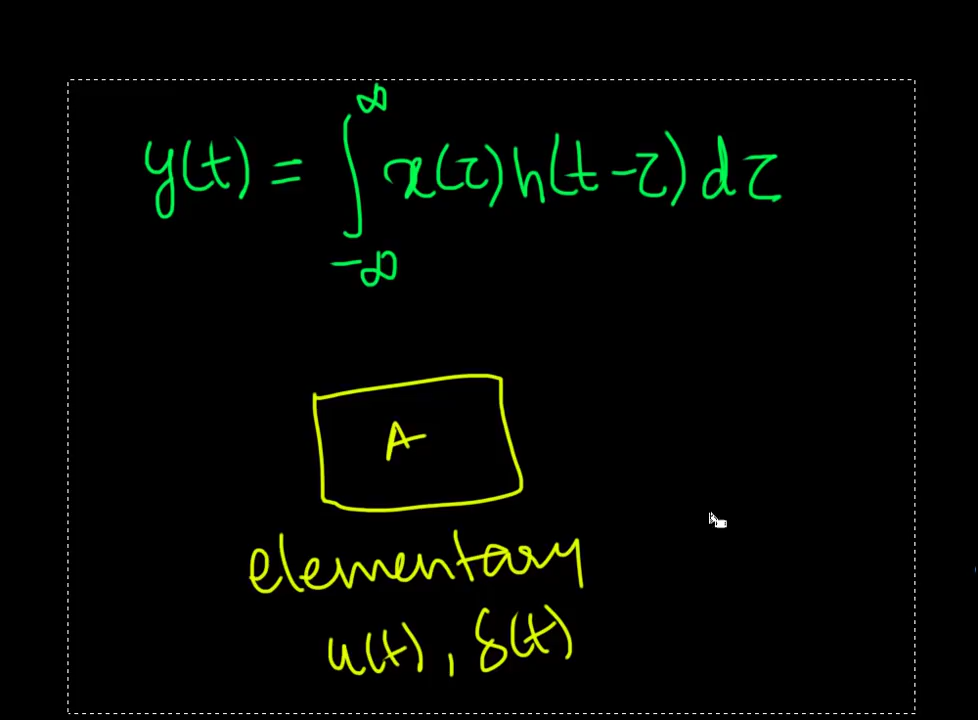 y(t) = ∫_{-∞}^{∞} x(τ) h(t-τ) dτ
A
elementary
u(t), δ(t)